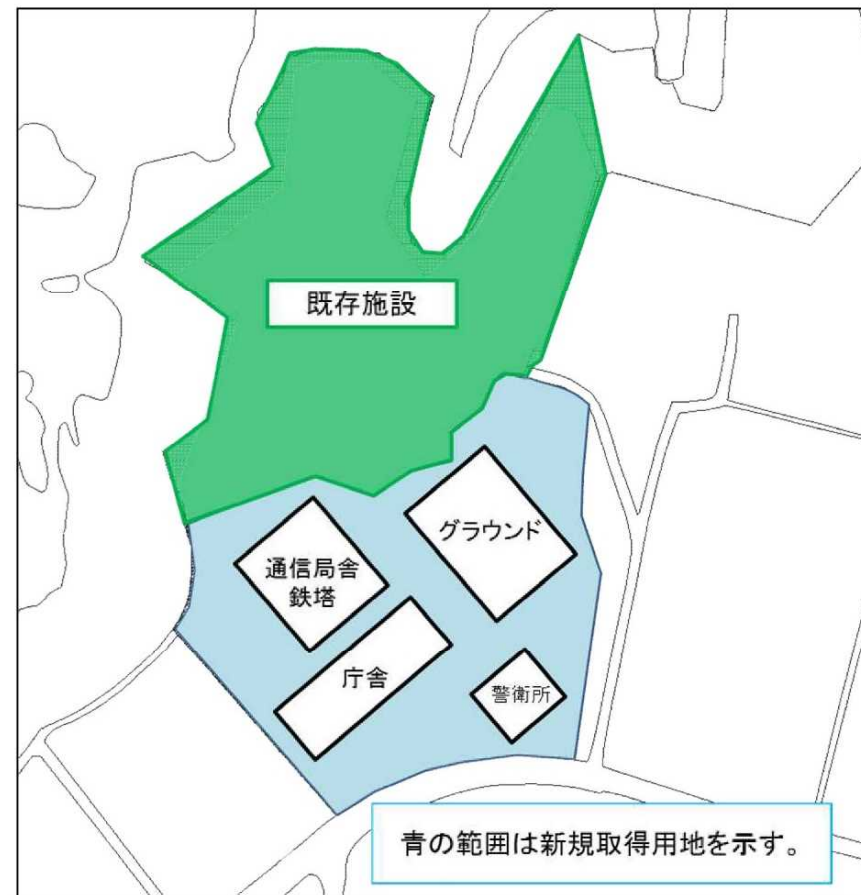 既存施設
グラウンド
通信局舎
鉄塔
庁舎
警衛所
青の範囲は新規取得用地を示す。